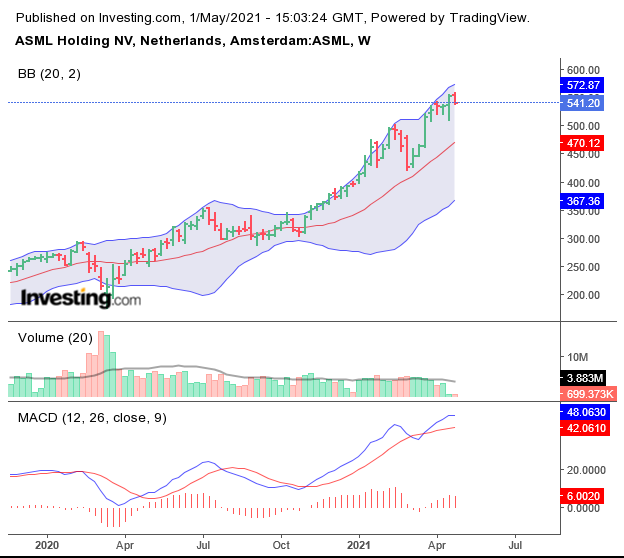 Published on Investing.com, 1/May/2021 - 15:03:24 GMT, Powered by TradingView.
ASML Holding NV, Netherlands, Amsterdam:ASML, W
BB (20, 2)
600.00
572.87
541.20
500.00
470.12
450.00
400.00
367.36
350.00
300.00
250.00
200.00
Investing.com
Volume (20)
10M
3.883M
699.373K
MACD (12, 26, close, 9)
48.0630
42.0610
20.0000
6.0020
0.0000
2020 Apr Jul Oct 2021 Apr Jul